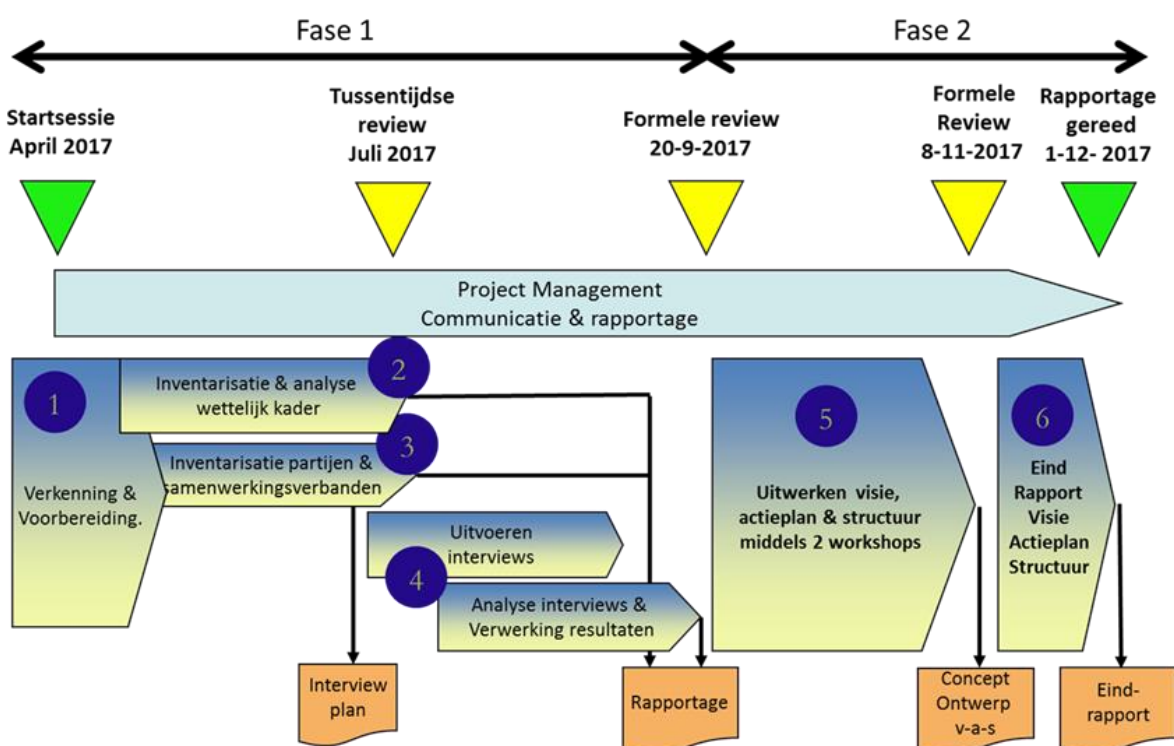 Fase 1
Fase 2
Startsessie
April 2017
Tussentijdse
review
Juli 2017
Formele review
20-9-2017
Formele
Review
8-11-2017
Rapportage
gereed
1-12- 2017
Project Management
Communicatie & rapportage
1
Verkenning &
Voorbereiding.
2
Inventarisatie & analyse
wettelijk kader
3
Inventarisatie partijen &
samenwerkingsverbanden
Uitvoeren
interviews
4
Analyse interviews &
Verwerking resultaten
5
Uitwerken visie,
actieplan & structuur
middels 2 workshops
6
Eind
Rapport
Visie
Actieplan
Structuur
Interview
plan
Rapportage
Concept
Ontwerp
v-a-s
Eind-
rapport